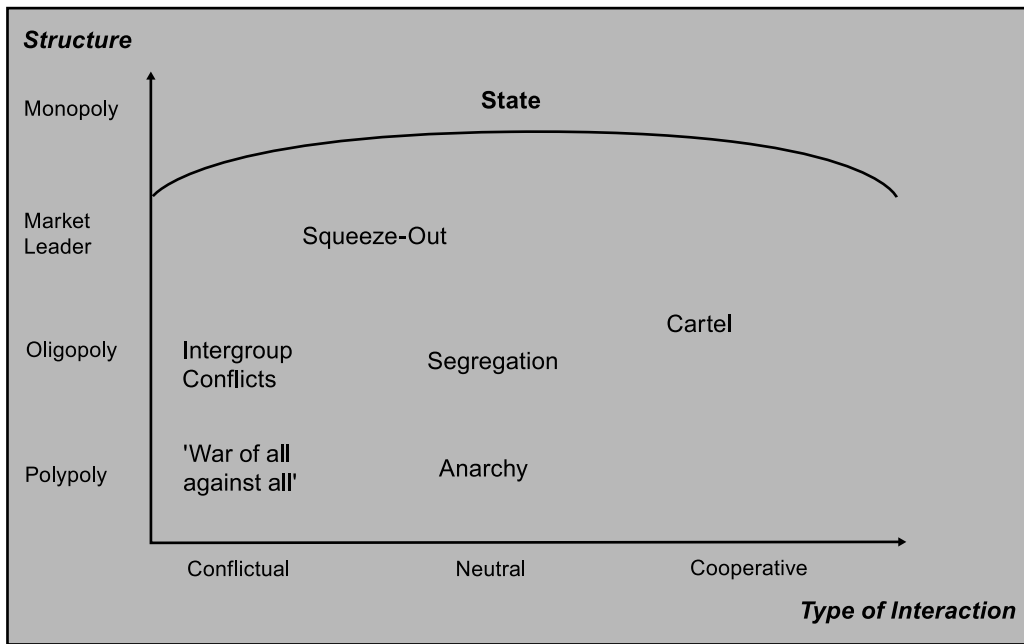 Structure
Monopoly
State
Market
Leader
Squeeze-Out
Cartel
Oligopoly
Intergroup
Conflicts
Segregation
Polypoly
'War of all
against all'
Anarchy
Conflictual
Neutral
Cooperative
Type of Interaction